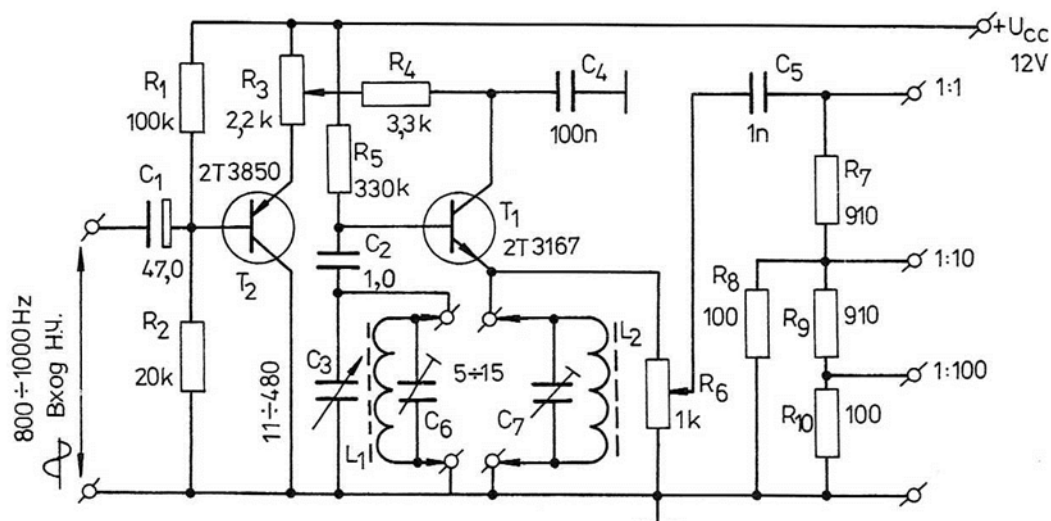 +Ucc
12V
R1
100k
R3
2,2k
R4
3,3k
C4
100n
C5
1n
1:1
R5
330k
R7
910
C1
47,0
2T3850
T2
T1
2T3167
C2
1,0
1:10
R8
100
R9
910
R2
20k
C3
11÷480
L1
5÷15
C6
C7
L2
R6
1k
1:100
R10
100
800÷1000Hz
Вход Н.Ч.